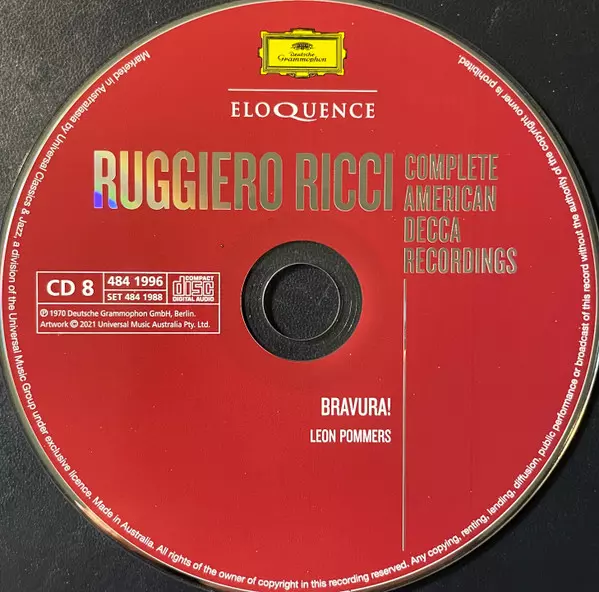 Deutsche
Grammophon
ELOQUENCE
RUGGIERO RICCI
COMPLETE
AMERICAN
DECCA
RECORDINGS
CD 8
484 1996
SET 484 1988
COMPACT
disc
DIGITAL AUDIO
℗ 1970 Deutsche Grammophon GmbH, Berlin.
Artwork © 2021 Universal Music Australia Pty. Ltd.
BRAVURA!
LEON POMMERS
Marketed in Australasia by Universal Classics & Jazz, a division of the Universal Music Group under exclusive licence. Made in Australia. All rights of the owner of copyright in this recording reserved. Any copying, renting, lending, diffusion, public performance or broadcast of this record without the authority of the copyright owner is prohibited.